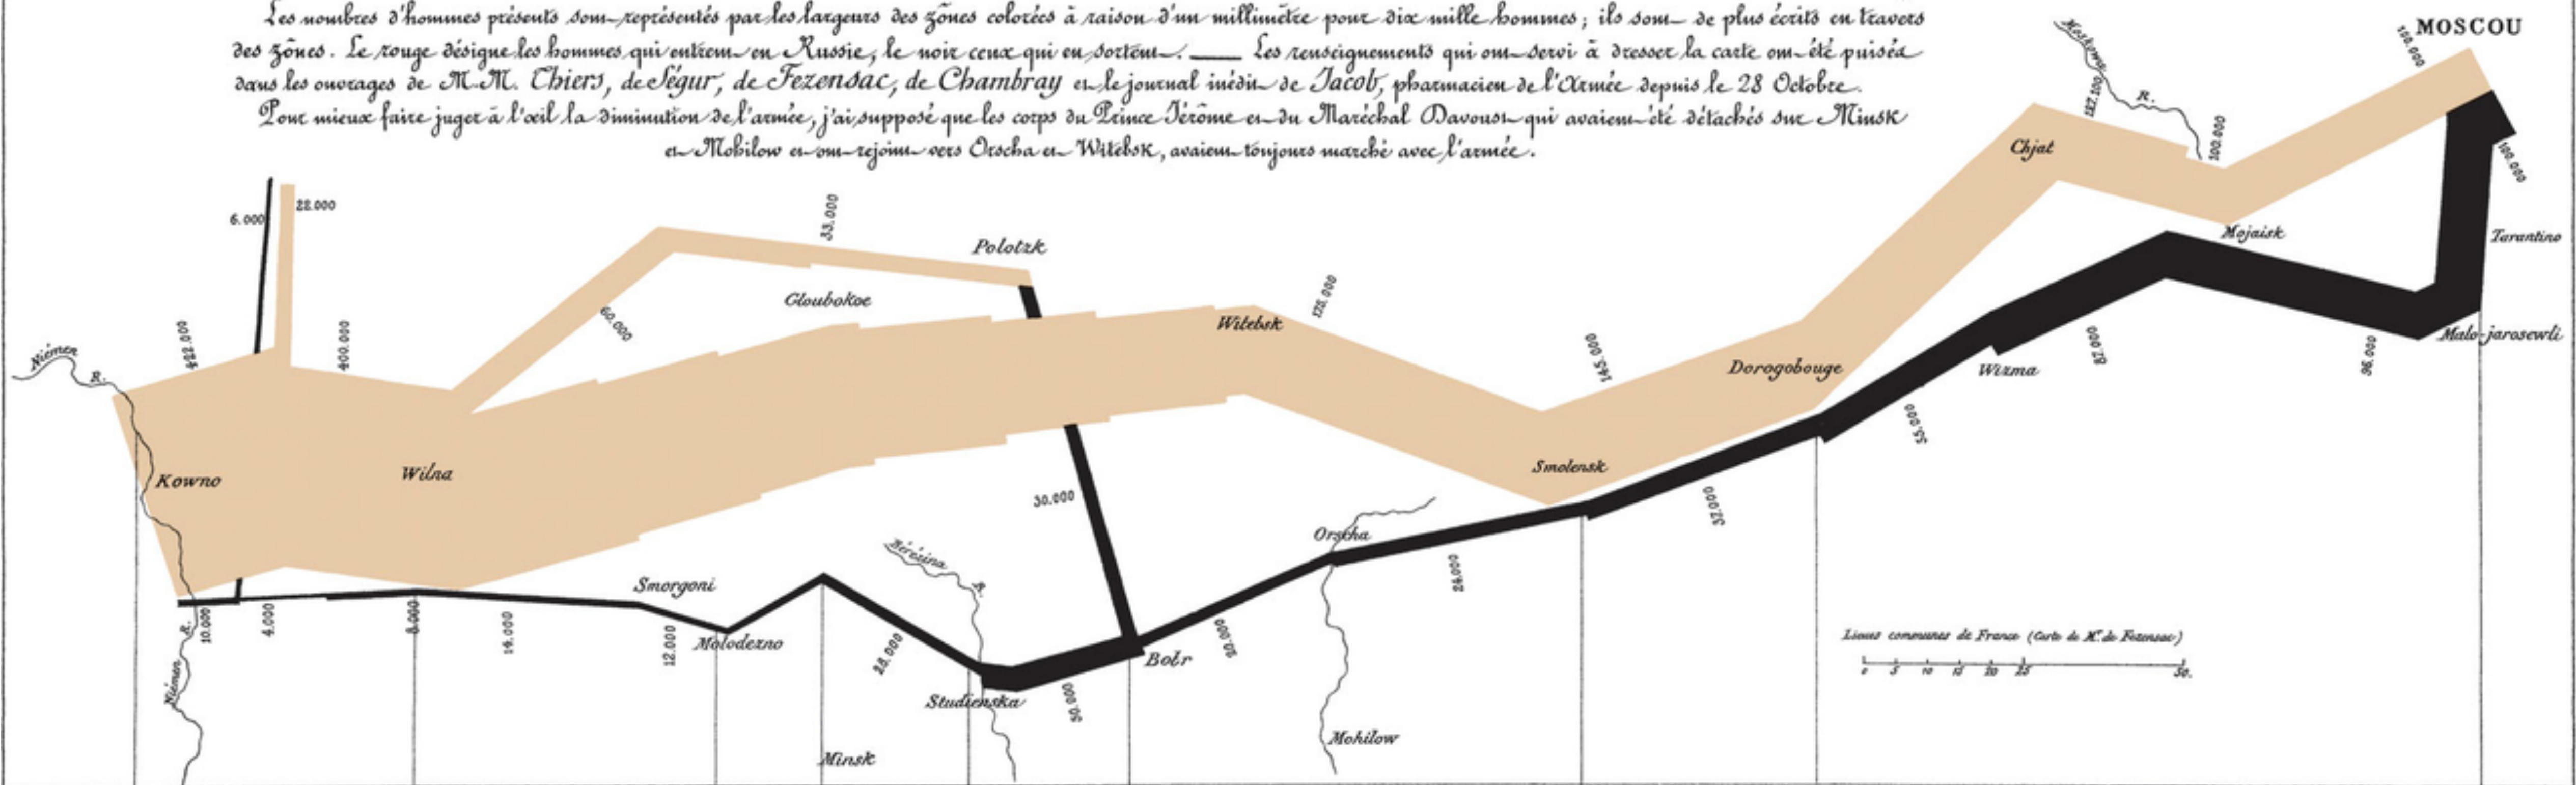 Les nombres d'hommes présents sont représentés par les largeurs des zônes colorées à raison d'un millimètre pour dix mille hommes; ils sont de plus écrits en travers
des zônes. Le rouge désigne les hommes qui entrent en Russie, le noir ceux qui en sortent. — Les renseignements qui ont servi à dresser la carte ont été puisés
dans les ouvrages de M.M. Thiers, de Ségur, de Fezensac, de Chambray et le journal inédit de Jacob, pharmacien de l'Armée depuis le 28 Octobre.
Pour mieux faire juger à l'œil la diminution de l'armée, j'ai supposé que les corps du Prince Jérôme et du Maréchal Davoust qui avaient été détachés sur Minsk
et Mohilow et ont rejoint vers Orscha et Witebsk, avaient toujours marché avec l'armée.
MOSCOU
100.000
100.000
Moskowa
R.
127.100
100.000
Chjat
Mojaisk
Tarantino
Malo-jarosewli
6.000
22.000
33.000
Polotzk
Gloubokoe
60.000
422.000
400.000
Niémen
R.
Kowno
Wilna
Witebsk
175.000
145.000
Smolensk
Dorogobouge
Wizma
82.000
96.000
55.000
37.000
30.000
Orscha
24.000
Bérézina
R.
Smorgoni
Molodezno
10.000
4.000
8.000
14.000
12.000
28.000
Studienska
50.000
Bobr
20.000
R.
Niémen
Minsk
Mohilow
Lieues communes de France (Carte de M. de Fezensac)
0 5 10 15 20 25 50.